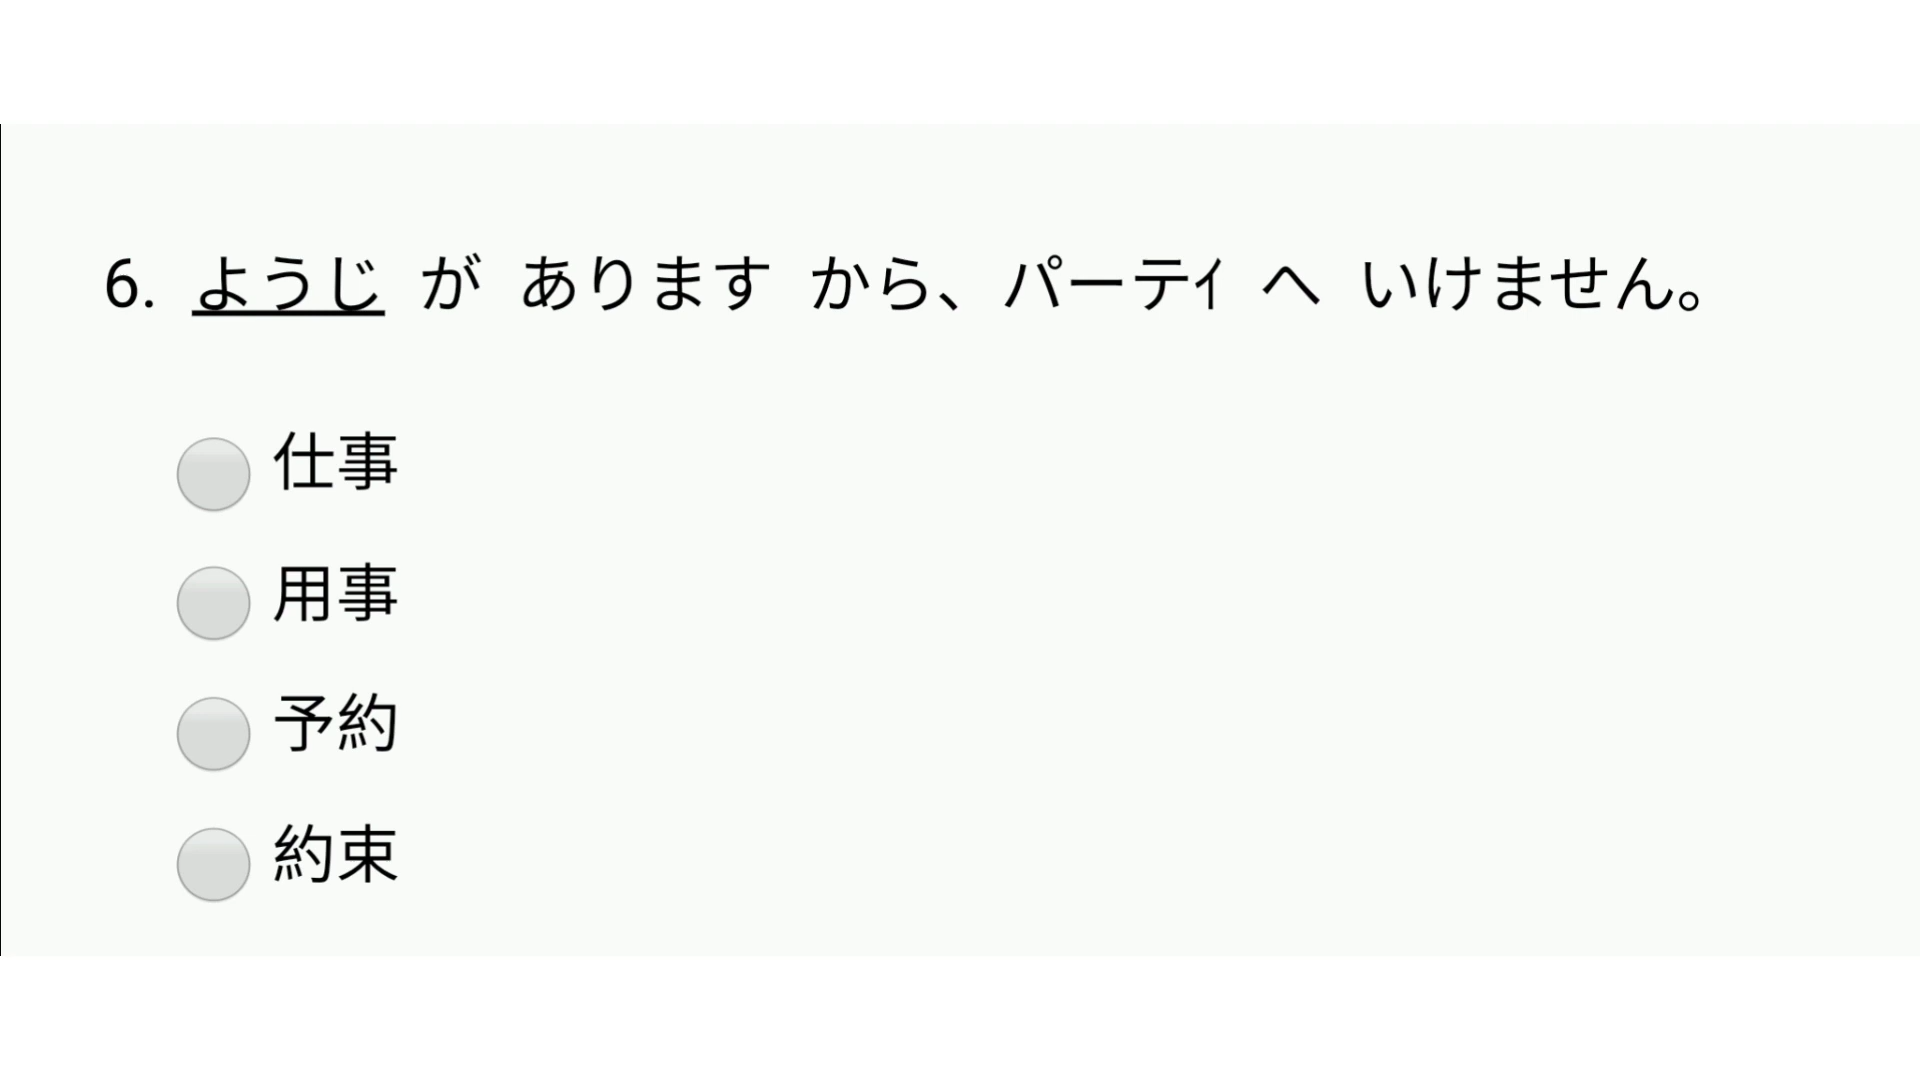 6. ようじ が あります から、パーティ へ いけません。
仕事
用事
予約
約束